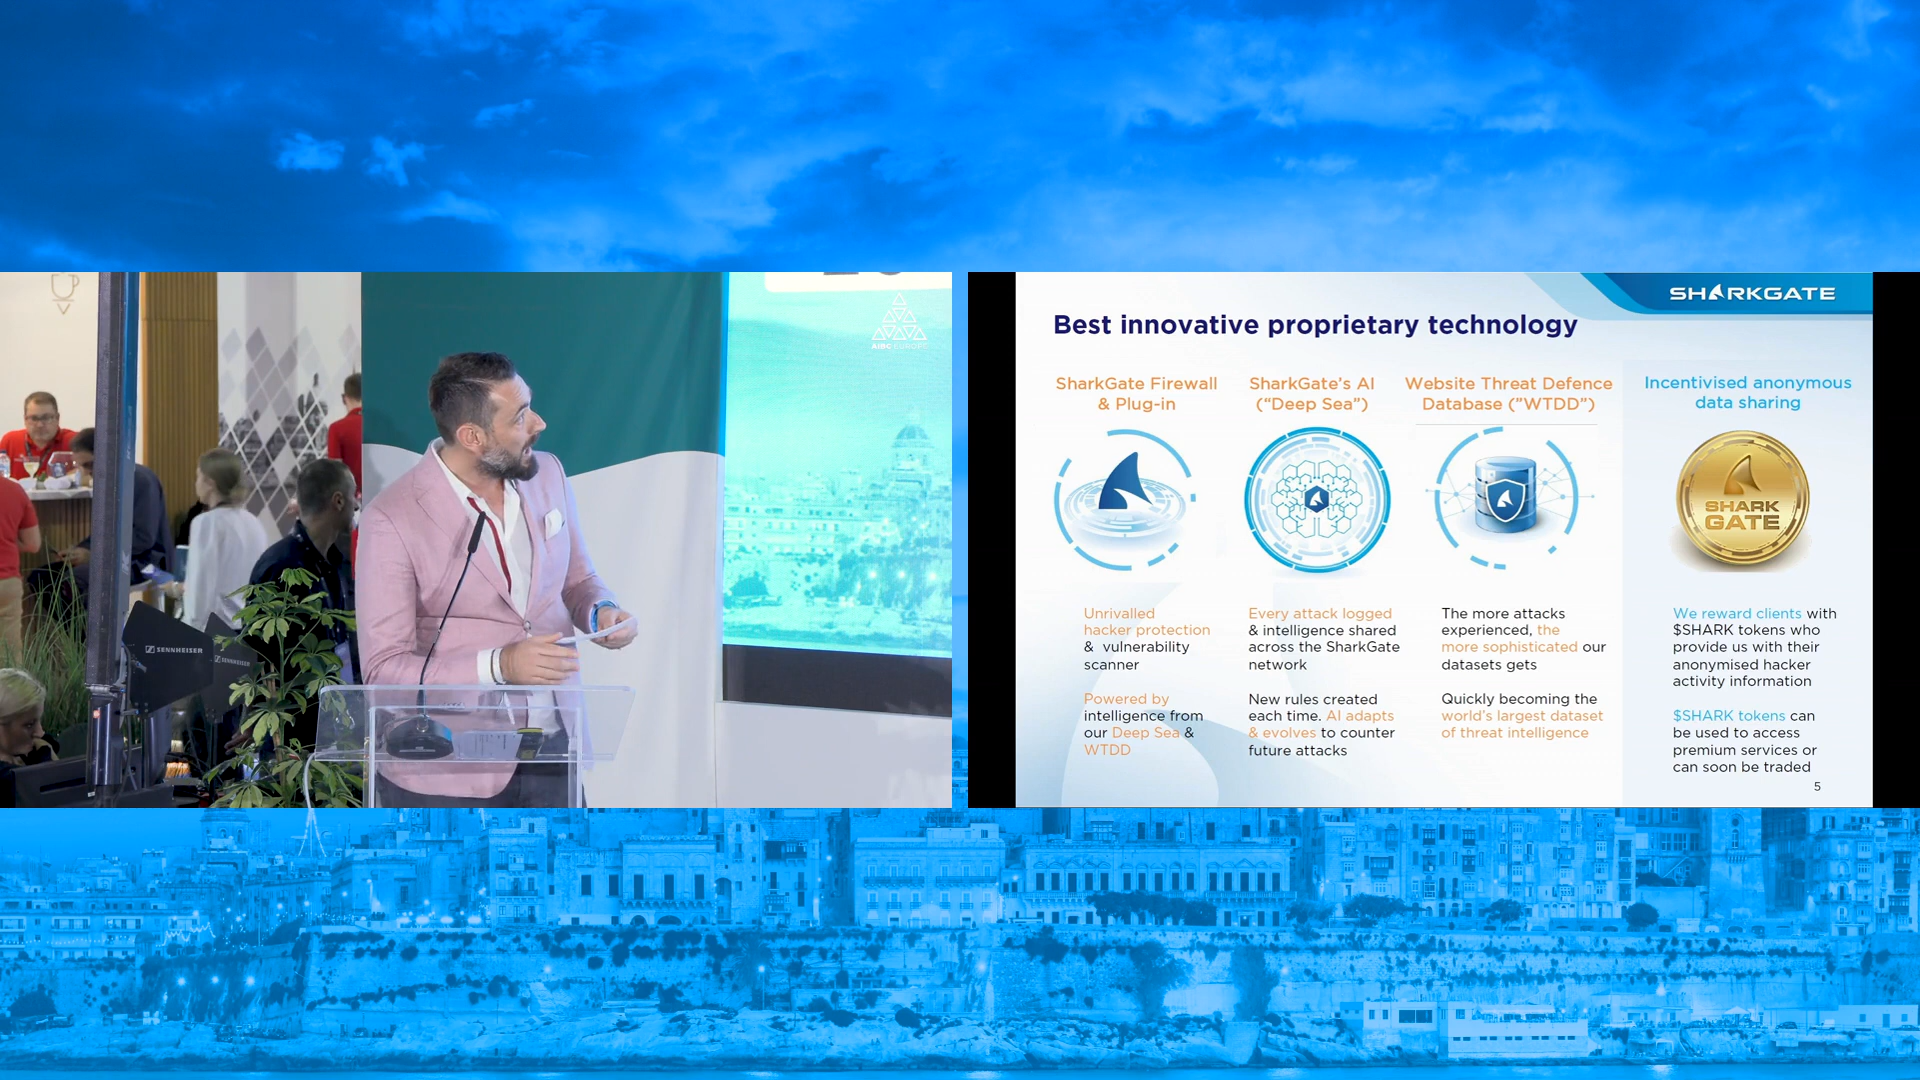 AIBC EUROPE
SENNHEISER
SENNHEISER
SHARKGATE
Best innovative proprietary technology
SharkGate Firewall
& Plug-in
SharkGate's AI
("Deep Sea")
Website Threat Defence
Database ("WTDD")
Incentivised anonymous
data sharing
SHARK
GATE
Unrivalled
hacker protection
& vulnerability
scanner
Powered by
intelligence from
our Deep Sea &
WTDD
Every attack logged
& intelligence shared
across the SharkGate
network
New rules created
each time. AI adapts
& evolves to counter
future attacks
The more attacks
experienced, the
more sophisticated our
datasets gets
Quickly becoming the
world's largest dataset
of threat intelligence
We reward clients with
$SHARK tokens who
provide us with their
anonymised hacker
activity information
$SHARK tokens can
be used to access
premium services or
can soon be traded
5